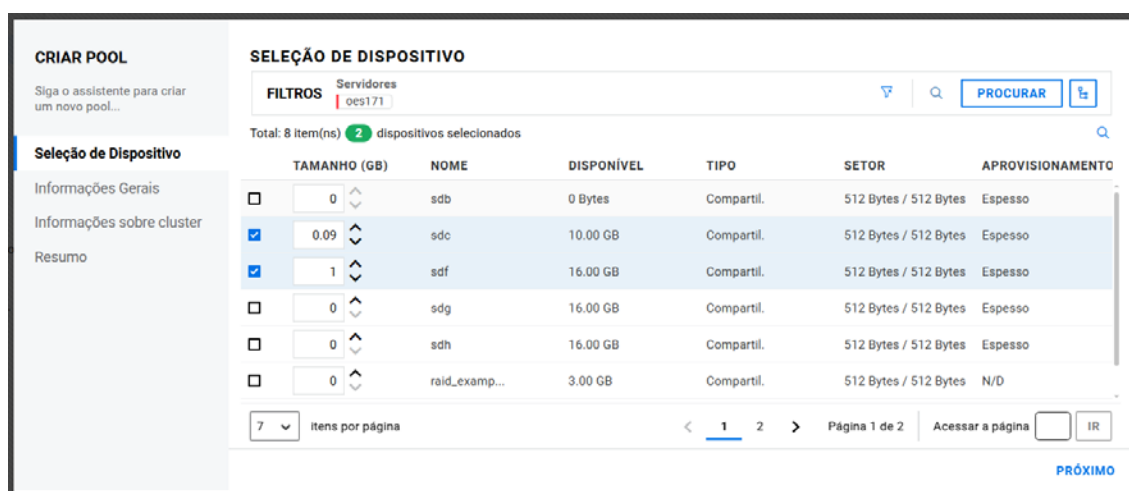 CRIAR POOL
Siga o assistente para criar
um novo pool...
Seleção de Dispositivo
Informações Gerais
Informações sobre cluster
Resumo
SELEÇÃO DE DISPOSITIVO
FILTROS
Servidores
oes171
PROCURAR
Total: 8 item(ns) 2 dispositivos selecionados
TAMANHO (GB) NOME DISPONÍVEL TIPO SETOR APROVISIONAMENTO
0 sdb 0 Bytes Compartil. 512 Bytes / 512 Bytes Espesso
0.09 sdc 10.00 GB Compartil. 512 Bytes / 512 Bytes Espesso
1 sdf 16.00 GB Compartil. 512 Bytes / 512 Bytes Espesso
0 sdg 16.00 GB Compartil. 512 Bytes / 512 Bytes Espesso
0 sdh 16.00 GB Compartil. 512 Bytes / 512 Bytes Espesso
0 raid_examp... 3.00 GB Compartil. 512 Bytes / 512 Bytes N/D
7 itens por página < 1 2 > Página 1 de 2 Acessar a página IR
PRÓXIMO